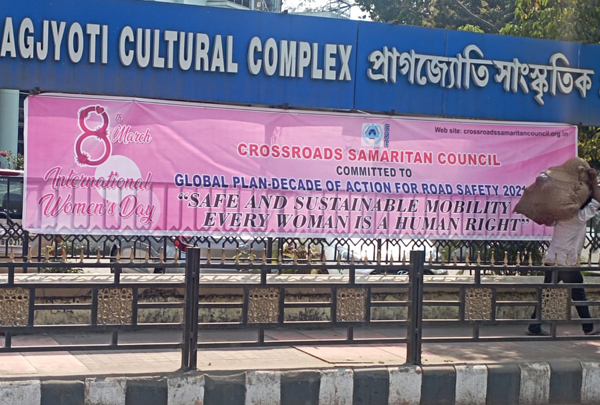 AGJYOTI CULTURAL COMPLEX প্রাগজ্যোতি সাংস্কৃতিক
8th March
International
Women's Day
Web site: crossroadssamaritancouncil.org.in
CROSSROADS SAMARITAN COUNCIL
COMMITTED TO
GLOBAL PLAN-DECADE OF ACTION FOR ROAD SAFETY 2021
"SAFE AND SUSTAINABLE MOBILITY
EVERY WOMAN IS A HUMAN RIGHT"